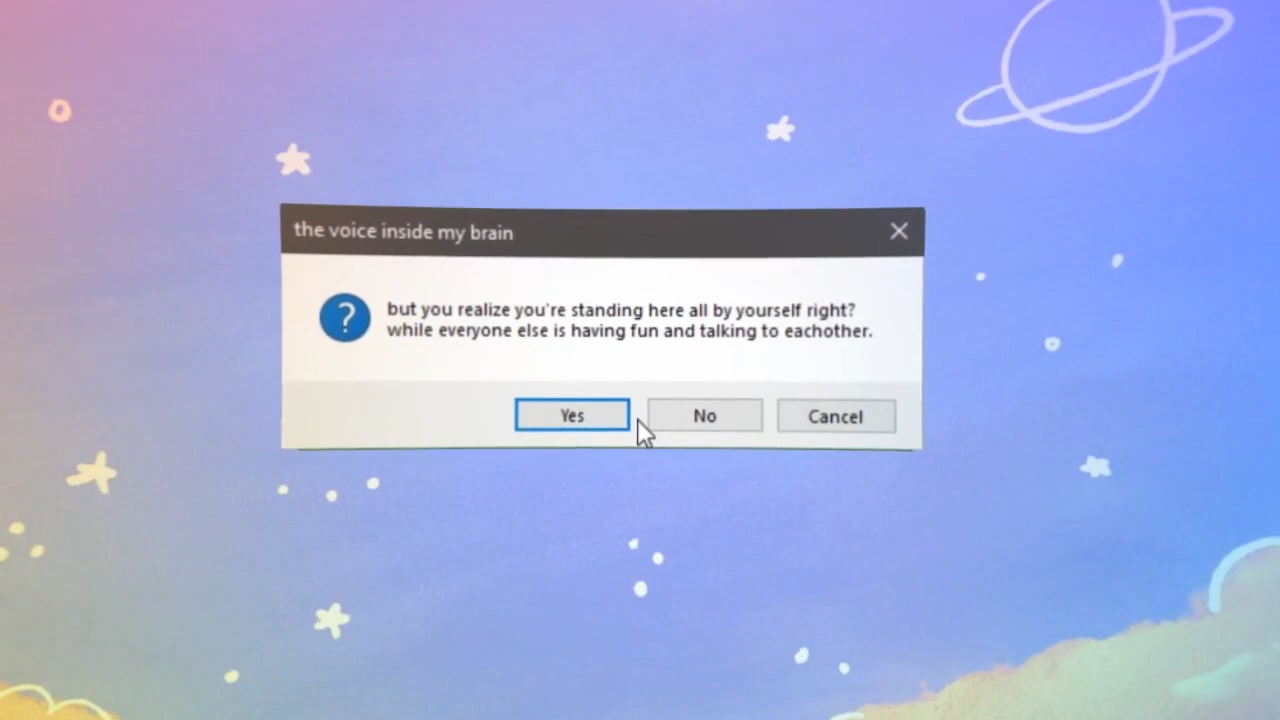 the voice inside my brain
?
but you realize you're standing here all by yourself right?
while everyone else is having fun and talking to eachother.
Yes No Cancel